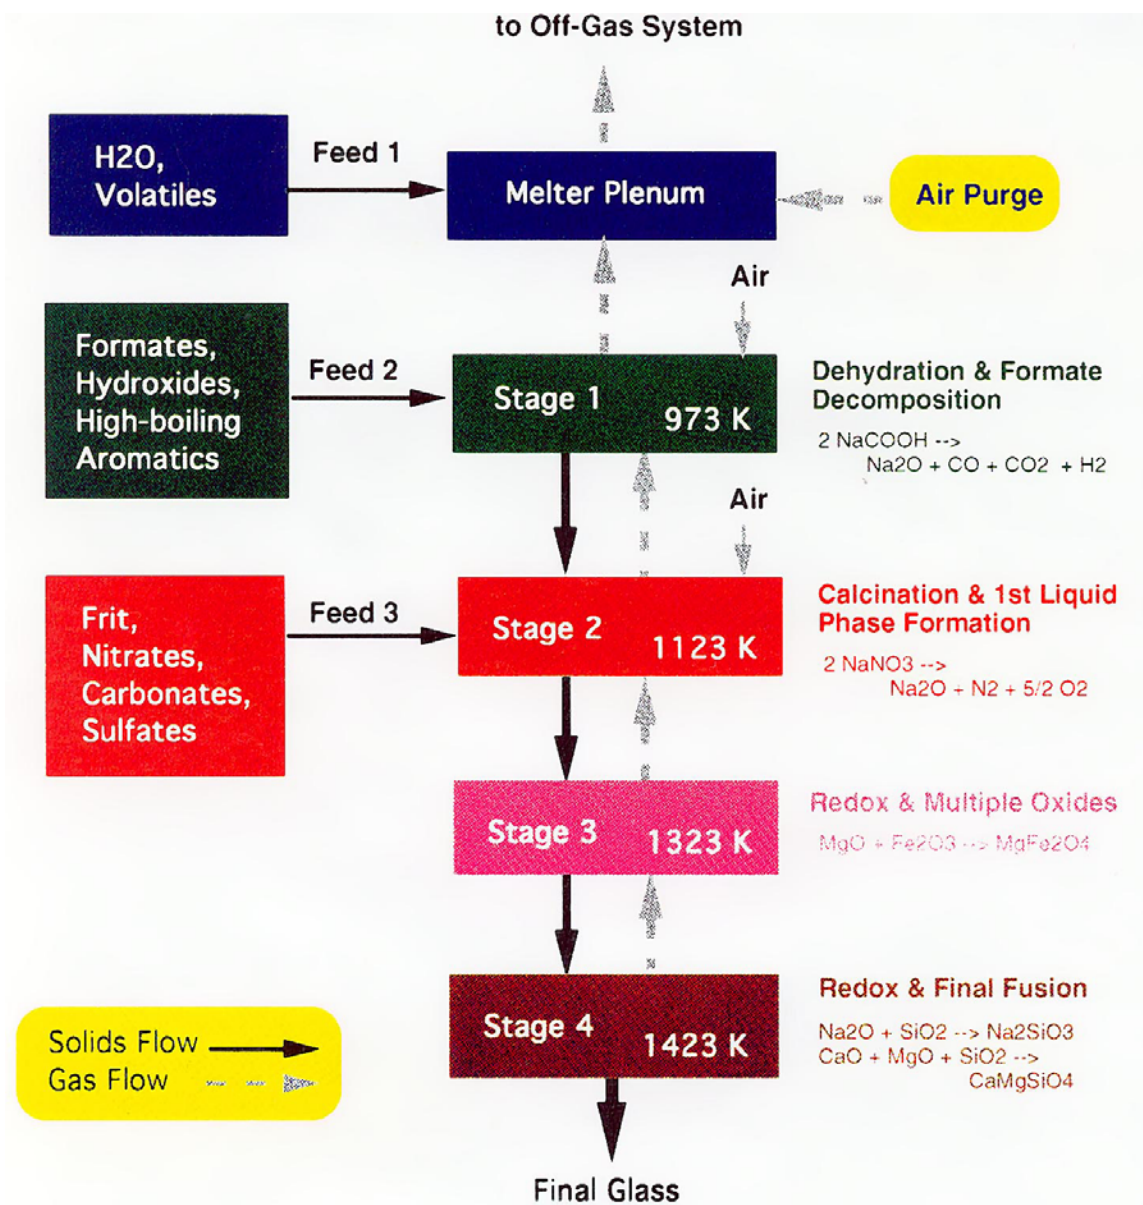 to Off-Gas System
H2O,
Volatiles
Feed 1
Melter Plenum
Air Purge
Air
Formates,
Hydroxides,
High-boiling
Aromatics
Feed 2
Stage 1
973 K
Dehydration & Formate
Decomposition
2 NaCOOH -->
Na2O + CO + CO2 + H2
Air
Frit,
Nitrates,
Carbonates,
Sulfates
Feed 3
Stage 2
1123 K
Calcination & 1st Liquid
Phase Formation
2 NaNO3 -->
Na2O + N2 + 5/2 O2
Stage 3
1323 K
Redox & Multiple Oxides
MgO + Fe2O3 --> MgFe2O4
Stage 4
1423 K
Redox & Final Fusion
Na2O + SiO2 --> Na2SiO3
CaO + MgO + SiO2 -->
CaMgSiO4
Solids Flow
Gas Flow
Final Glass